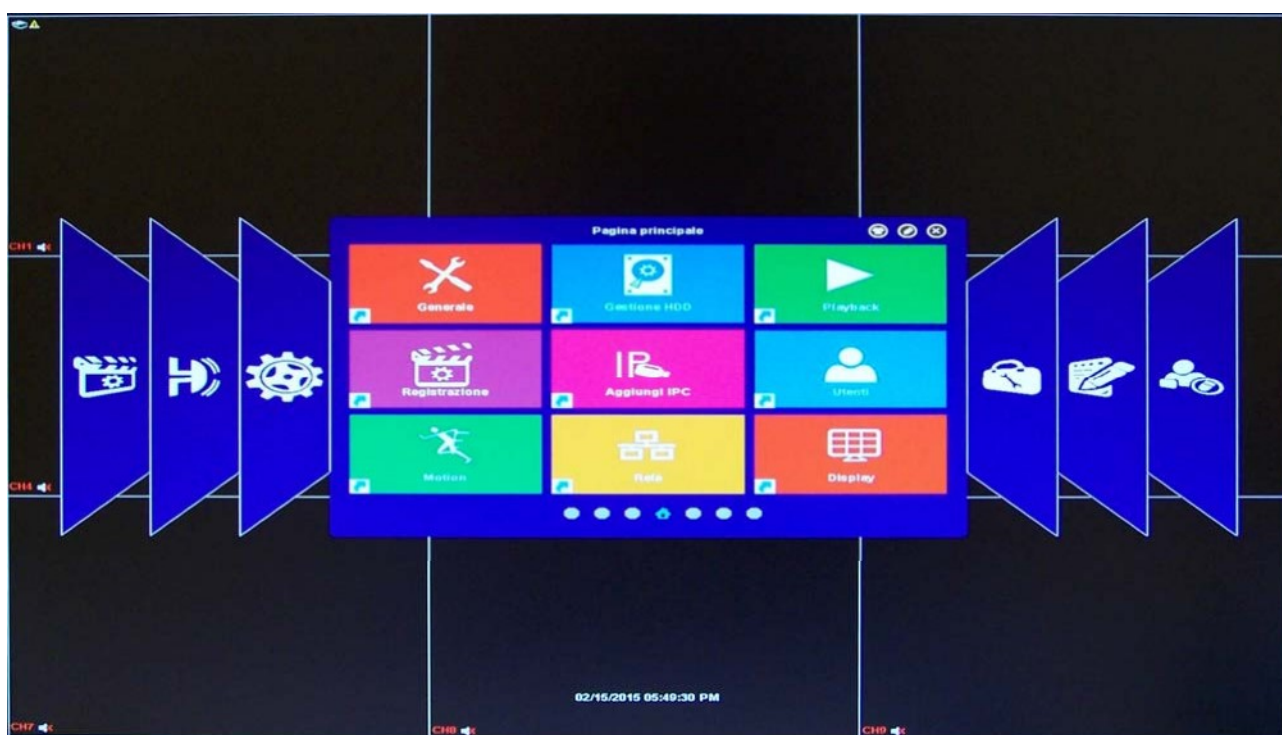 CH1
Pagina principale
Generale
Gestione HDD
Playback
Registrazione
IP
Aggiungi IPC
Utenti
Motion
Rete
Display
CH4
02/15/2015 05:49:30 PM
CH7
CH8
CH9